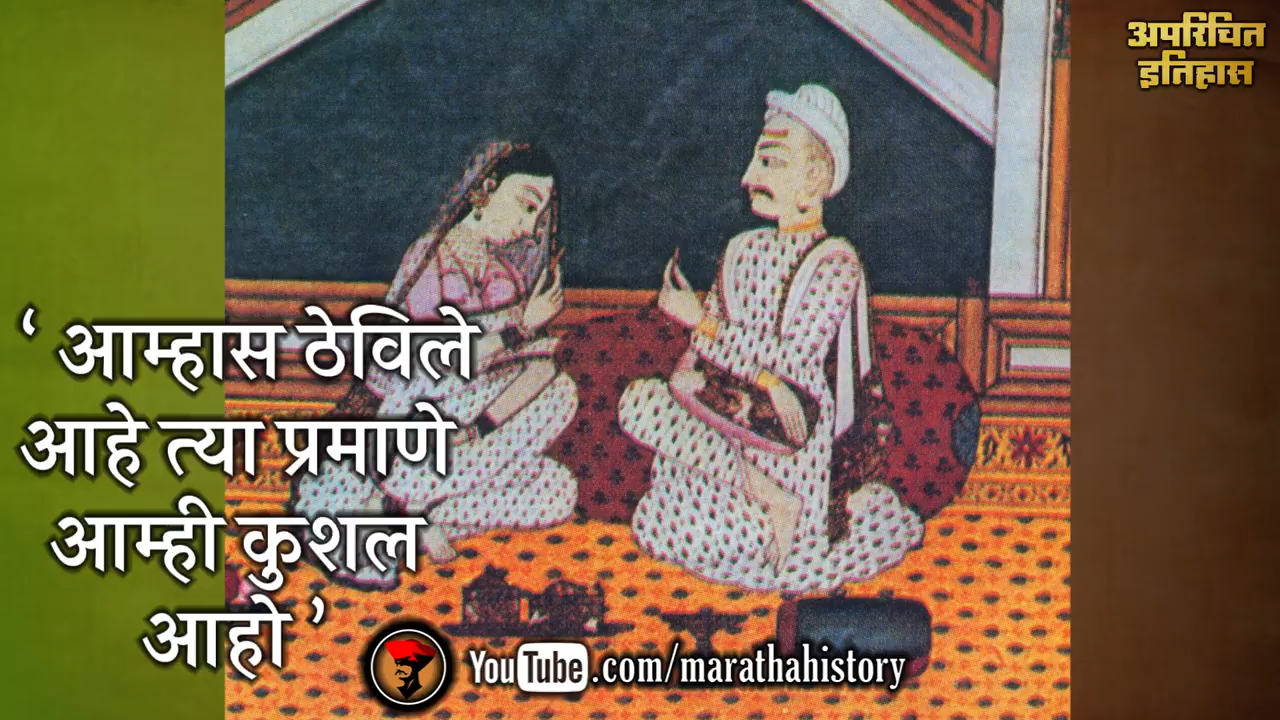 अपरिचित
इतिहास
‘ आम्हास ठेविले
आहे त्या प्रमाणे
आम्ही कुशल
आहो ’
YouTube.com/marathahistory